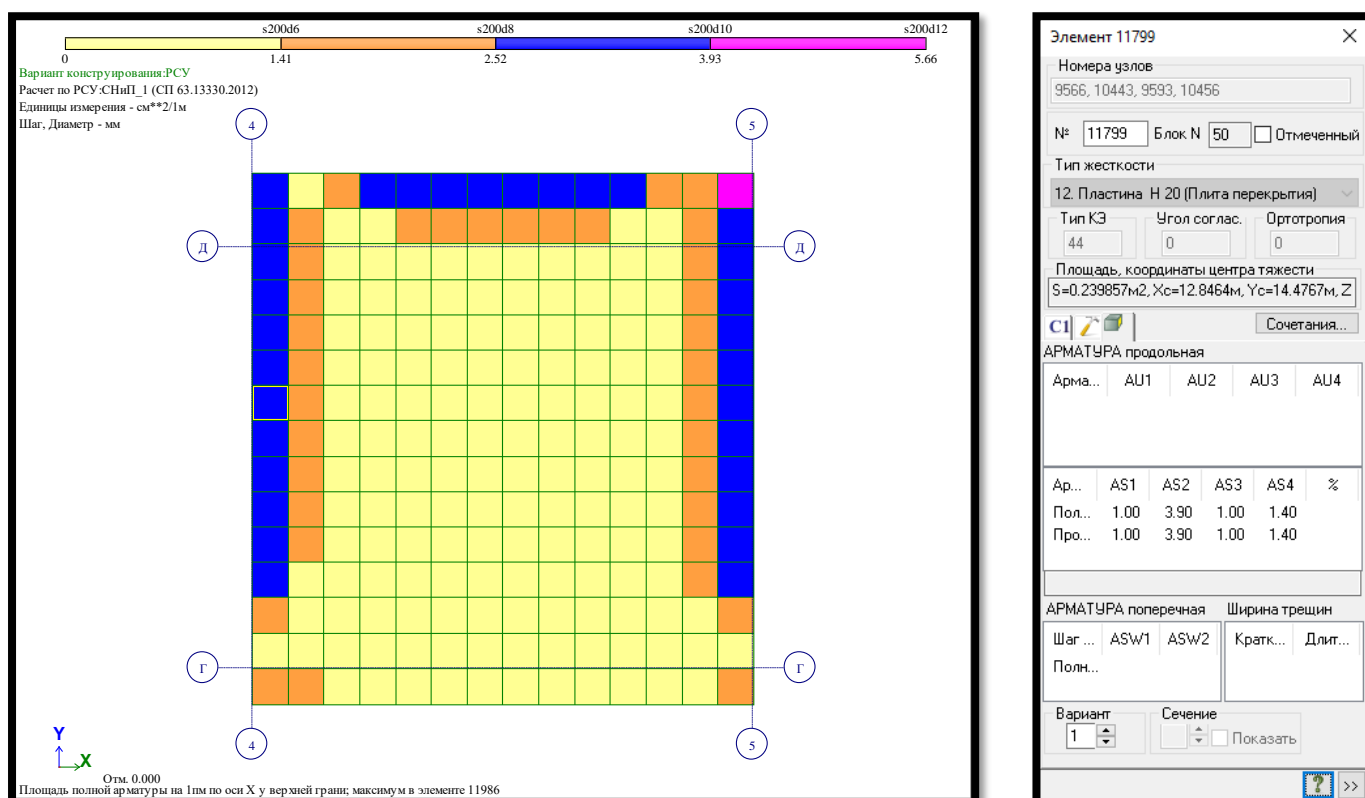 s200d6 s200d8 s200d10 s200d12
0 1.41 2.52 3.93 5.66
Вариант конструирования:РСУ
Расчет по РСУ:СНиП_1 (СП 63.13330.2012)
Единицы измерения - см**2/1м
Шаг, Диаметр - мм
4 5
Д Д
Г Г
4 5
Y
X
Отм. 0.000
Площадь полной арматуры на 1пм по оси X у верхней грани; максимум в элементе 11986
Элемент 11799
Номера узлов
9566, 10443, 9593, 10456
№ 11799 Блок N 50 Отмеченный
Тип жесткости
12. Пластина Н 20 (Плита перекрытия)
Тип КЭ Угол соглас. Ортотропия
44 0 0
Площадь, координаты центра тяжести
S=0.239857м2, Xc=12.8464м, Yc=14.4767м, Z
C1 Сочетания...
АРМАТУРА продольная
Арма... AU1 AU2 AU3 AU4
Ар... AS1 AS2 AS3 AS4 %
Пол... 1.00 3.90 1.00 1.40
Про... 1.00 3.90 1.00 1.40
АРМАТУРА поперечная Ширина трещин
Шаг ... ASW1 ASW2 Кратк... Длит...
Полн...
Вариант Сечение
1 Показать
? >>